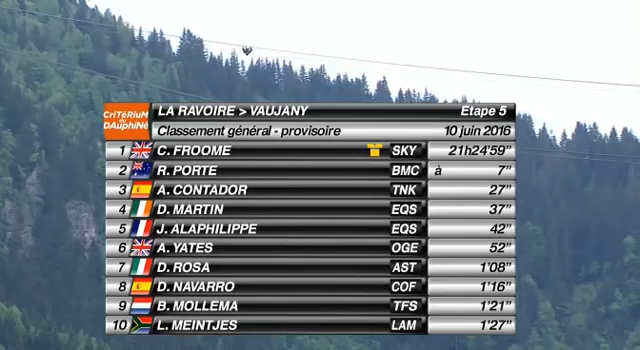 CRITÉRIUM
du
DAUPHINÉ
LA RAVOIRE > VAUJANY Etape 5
Classement général - provisoire 10 juin 2016
1 C. FROOME SKY 21h24'59"
2 R. PORTE BMC à 7"
3 A. CONTADOR TNK 27"
4 D. MARTIN EQS 37"
5 J. ALAPHILIPPE EQS 42"
6 A. YATES OGE 52"
7 D. ROSA AST 1'08"
8 D. NAVARRO COF 1'16"
9 B. MOLLEMA TFS 1'21"
10 L. MEINTJES LAM 1'27"